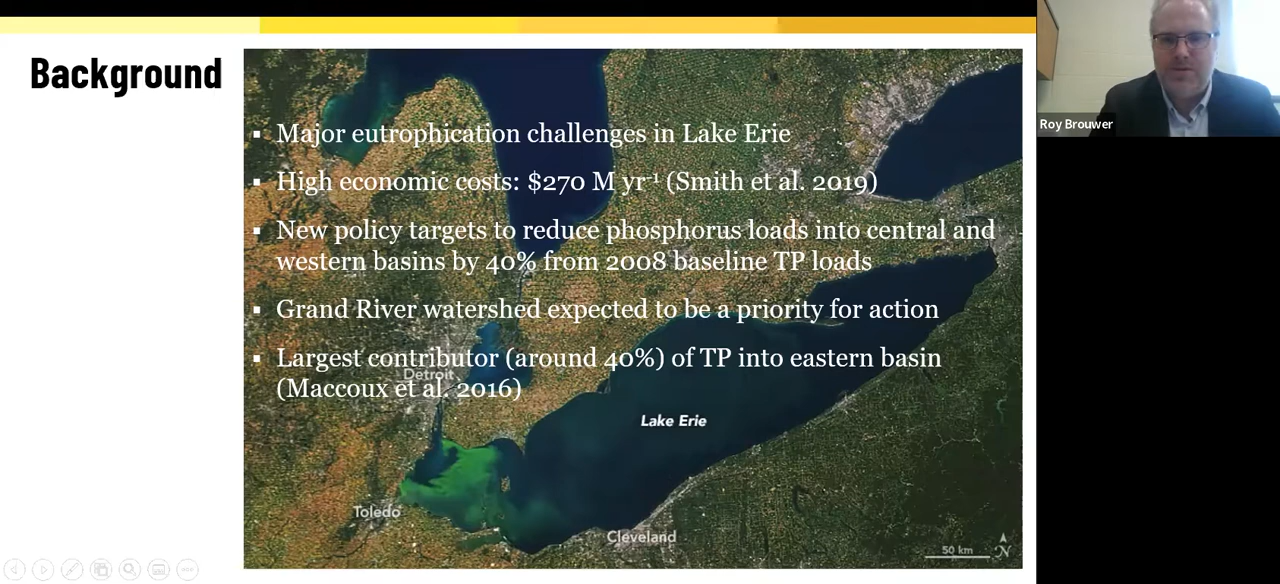 Background
▪ Major eutrophication challenges in Lake Erie
▪ High economic costs: $270 M yr⁻¹ (Smith et al. 2019)
▪ New policy targets to reduce phosphorus loads into central and
western basins by 40% from 2008 baseline TP loads
▪ Grand River watershed expected to be a priority for action
▪ Largest contributor (around 40%) of TP into eastern basin
(Maccoux et al. 2016)
Detroit
Lake Erie
Toledo
Cleveland
50 km
N
Roy Brouwer